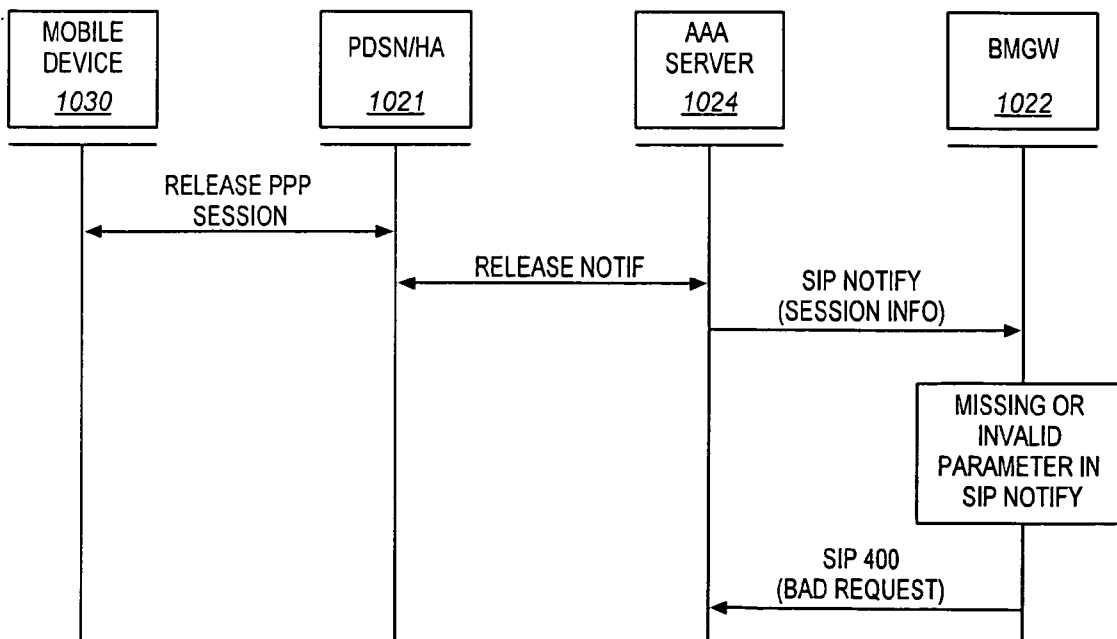 MOBILE
DEVICE
1030
PDSN/HA
1021
AAA
SERVER
1024
BMGW
1022
RELEASE PPP
SESSION
RELEASE NOTIF
SIP NOTIFY
(SESSION INFO)
MISSING OR
INVALID
PARAMETER IN
SIP NOTIFY
SIP 400
(BAD REQUEST)